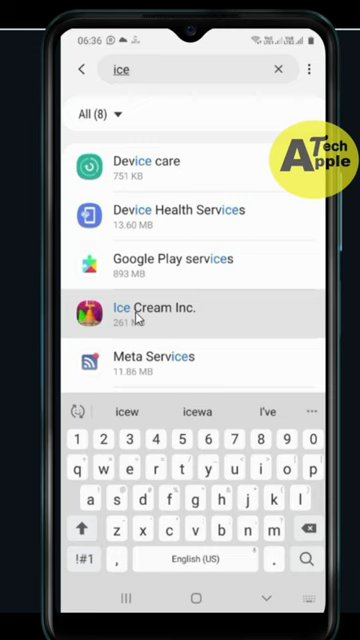 06:36
ice
All (8)
A Tech
pple
Device care
751 KB
Device Health Services
13.60 MB
Google Play services
893 MB
Ice Cream Inc.
261 MB
Meta Services
11.86 MB
icew icewa I've
1 2 3 4 5 6 7 8 9 0
q w e r t y u i o p
a s d f g h j k l
z x c v b n m
!#1 , English (US) .